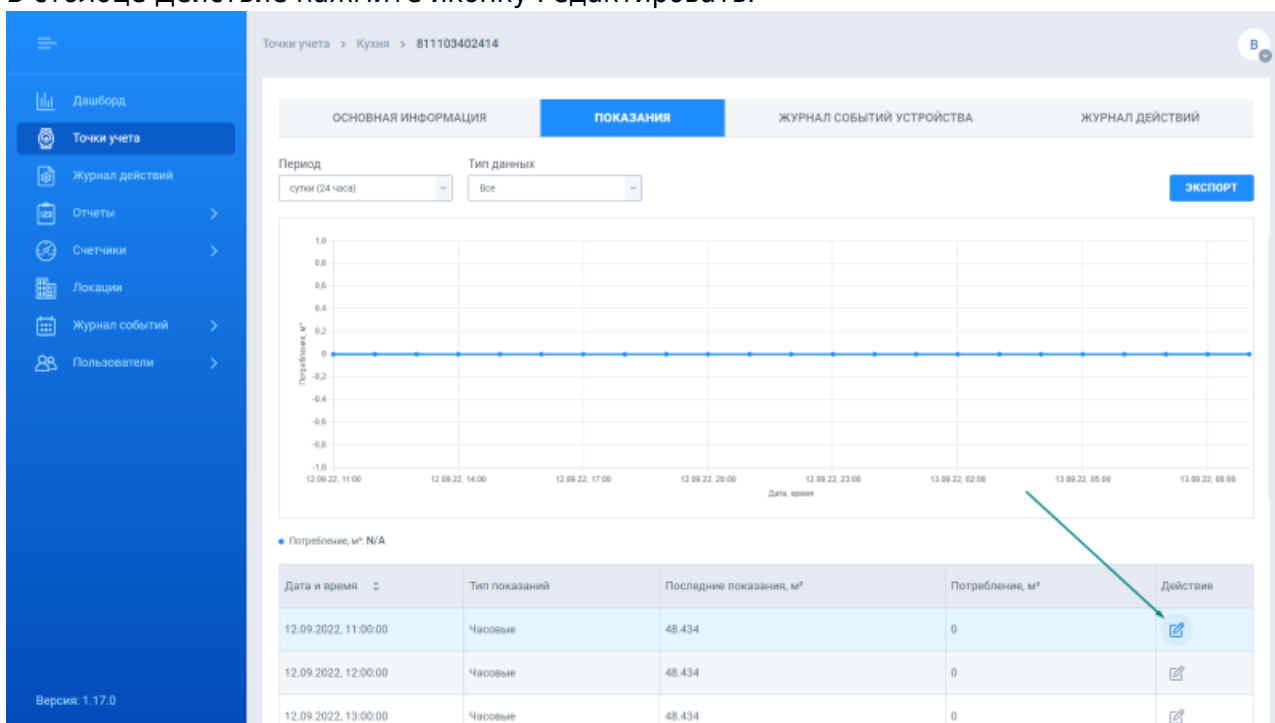 В столбце Действие нажмите иконку Редактировать.
Точки учета > Кухня > 811103402414
B
Дашборд
Точки учета
Журнал действий
Отчеты
Счетчики
Локации
Журнал событий
Пользователи
Версия: 1.17.0
ОСНОВНАЯ ИНФОРМАЦИЯ ПОКАЗАНИЯ ЖУРНАЛ СОБЫТИЙ УСТРОЙСТВА ЖУРНАЛ ДЕЙСТВИЙ
Период Тип данных
сутки (24 часа) Все ЭКСПОРТ
1,0
0,8
0,6
0,4
0,2
0
-0,2
-0,4
-0,6
-0,8
-1,0
Потребление, м³
12.09.22, 11:00 12.09.22, 14:00 12.09.22, 17:00 12.09.22, 20:00 12.09.22, 23:00 13.09.22, 02:00 13.09.22, 05:00 13.09.22, 08:00
Дата, время
Потребление, м³: N/A
Дата и время Тип показаний Последние показания, м³ Потребление, м³ Действие
12.09.2022, 11:00:00 Часовые 48.434 0
12.09.2022, 12:00:00 Часовые 48.434 0
12.09.2022, 13:00:00 Часовые 48.434 0